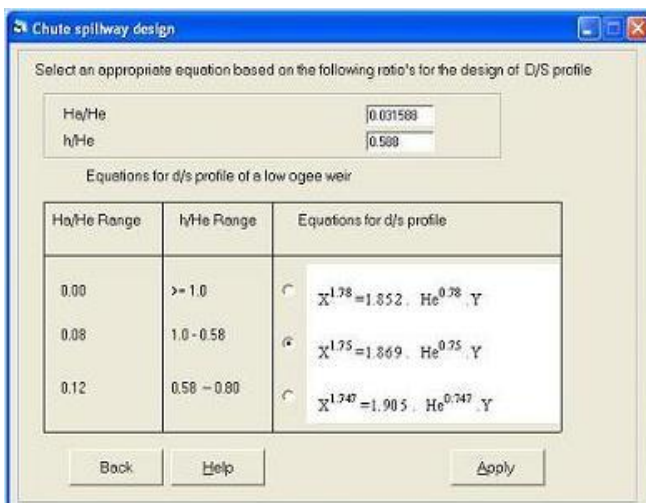 Chute spillway design
Select an appropriate equation based on the following ratio's for the design of D/S profile
Ha/He 0.031588
h/He 0.588
Equations for d/s profile of a low ogee weir
Ha/He Range h/He Range Equations for d/s profile
0.00 >= 1.0 X^1.78 =1.852 . He^0.78 .Y
0.08 1.0 - 0.58 X^1.75 =1.869 . He^0.75 .Y
0.12 0.58 – 0.80 X^1.747 =1.905 . He^0.747 .Y
Back Help Apply